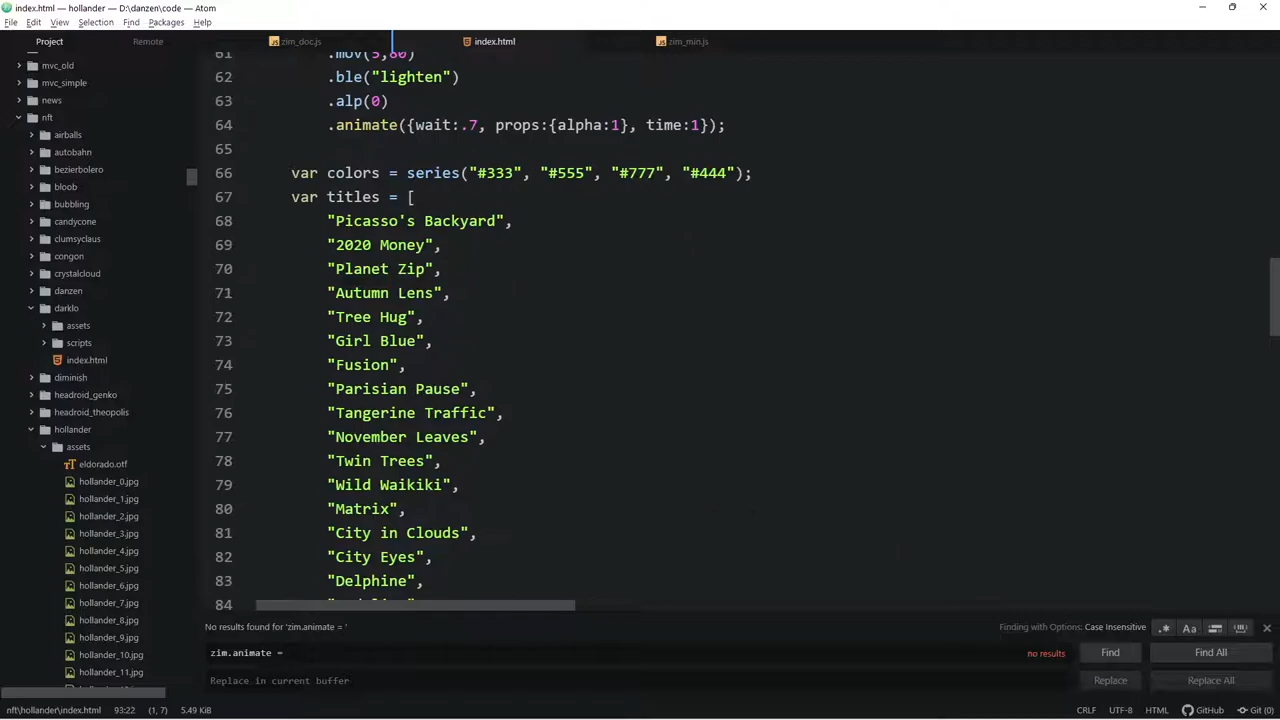 index.html — hollander — D:\danzen\code — Atom
File Edit View Selection Find Packages Help
Project Remote zim_doc.js index.html zim_min.js
mvc_old
mvc_simple
news
nft
airballs
autobahn
bezierbolero
bloob
bubbling
candycone
clumsyclaus
congon
crystalcloud
danzen
darklo
assets
scripts
index.html
diminish
headroid_genko
headroid_theopolis
hollander
assets
eldorado.otf
hollander_0.jpg
hollander_1.jpg
hollander_2.jpg
hollander_3.jpg
hollander_4.jpg
hollander_5.jpg
hollander_6.jpg
hollander_7.jpg
hollander_8.jpg
hollander_9.jpg
hollander_10.jpg
hollander_11.jpg
61 .mov(5,80)
62 .ble("lighten")
63 .alp(0)
64 .animate({wait:.7, props:{alpha:1}, time:1});
65
66 var colors = series("#333", "#555", "#777", "#444");
67 var titles = [
68 "Picasso's Backyard",
69 "2020 Money",
70 "Planet Zip",
71 "Autumn Lens",
72 "Tree Hug",
73 "Girl Blue",
74 "Fusion",
75 "Parisian Pause",
76 "Tangerine Traffic",
77 "November Leaves",
78 "Twin Trees",
79 "Wild Waikiki",
80 "Matrix",
81 "City in Clouds",
82 "City Eyes",
83 "Delphine",
84
No results found for 'zim.animate = ' Finding with Options: Case Insensitive .* Aa
zim.animate = no results Find Find All
Replace in current buffer Replace Replace All
nft\hollander\index.html 93:22 (1, 7) 5.49 KiB CRLF UTF-8 HTML GitHub Git (0)